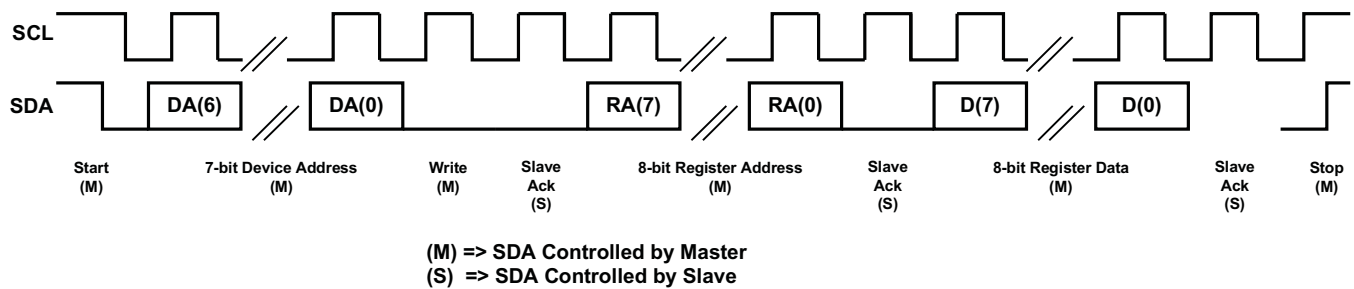 SCL
SDA
DA(6)
DA(0)
RA(7)
RA(0)
D(7)
D(0)
Start
(M)
7-bit Device Address
(M)
Write
(M)
Slave
Ack
(S)
8-bit Register Address
(M)
Slave
Ack
(S)
8-bit Register Data
(M)
Slave
Ack
(S)
Stop
(M)
(M) => SDA Controlled by Master
(S) => SDA Controlled by Slave